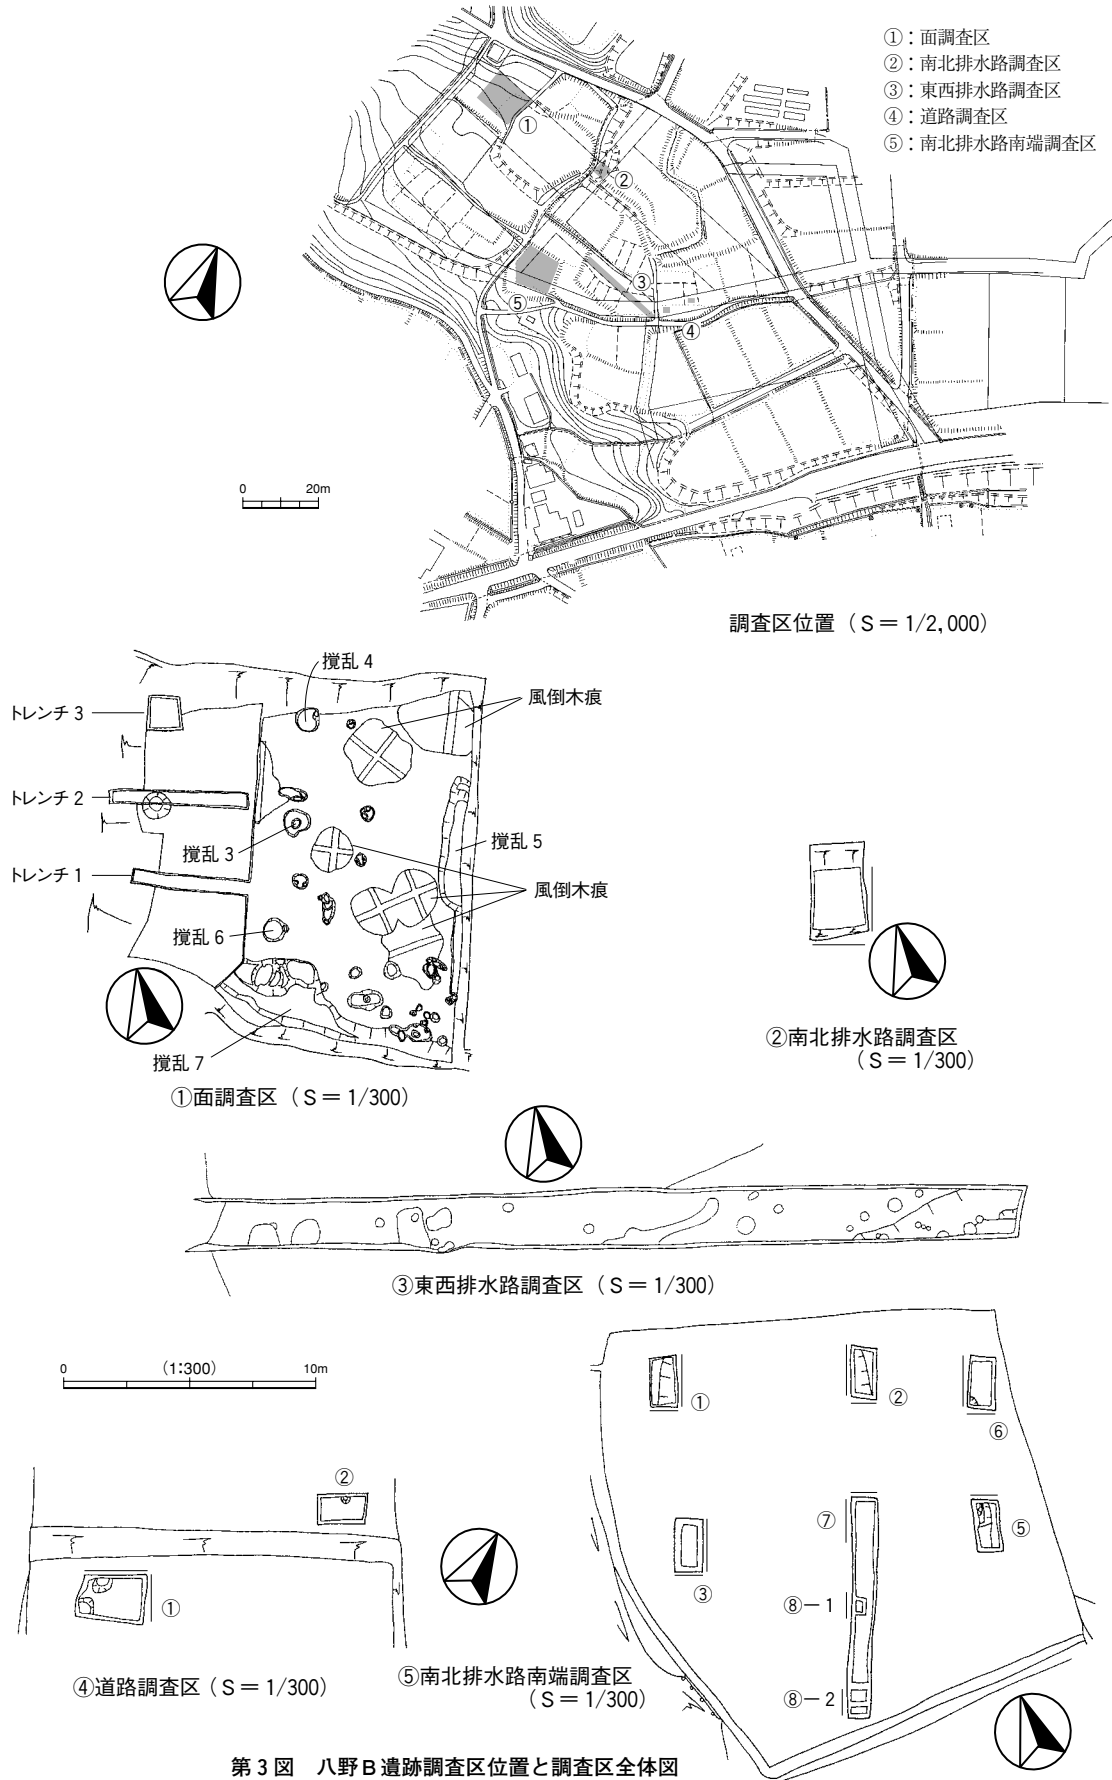 ①：面調査区
②：南北排水路調査区
③：東西排水路調査区
④：道路調査区
⑤：南北排水路南端調査区
①
②
③
⑤
④
0 20m
調査区位置（S＝1/2,000）
攪乱4
風倒木痕
トレンチ3
トレンチ2
攪乱3
攪乱5
トレンチ1
風倒木痕
攪乱6
攪乱7
①面調査区（S＝1/300）
②南北排水路調査区
（S＝1/300）
③東西排水路調査区（S＝1/300）
0 (1:300) 10m
②
①
④道路調査区（S＝1/300）
①
②
⑥
⑦
⑤
③
⑧－1
⑧－2
⑤南北排水路南端調査区
（S＝1/300）
第3図 八野B遺跡調査区位置と調査区全体図